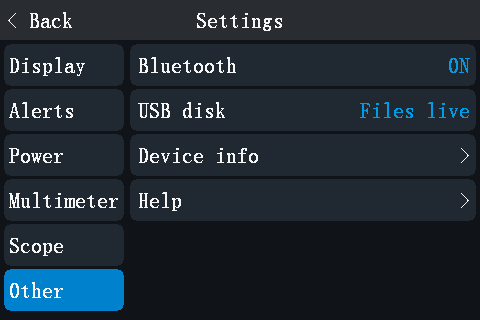 Back
Settings
Display
Alerts
Power
Multimeter
Scope
Other
Bluetooth ON
USB disk Files live
Device info
Help